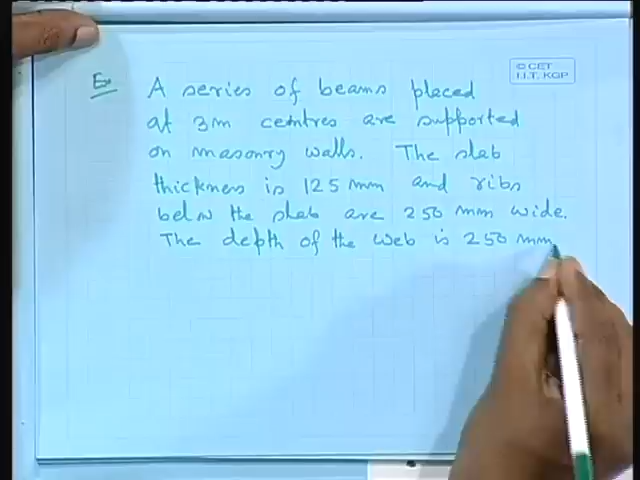 © CET
I.I.T. KGP
Ex A series of beams placed
at 3m centres are supported
on masonry walls. The slab
thickness is 125 mm and ribs
below the slab are 250 mm wide.
The depth of the web is 250 mm